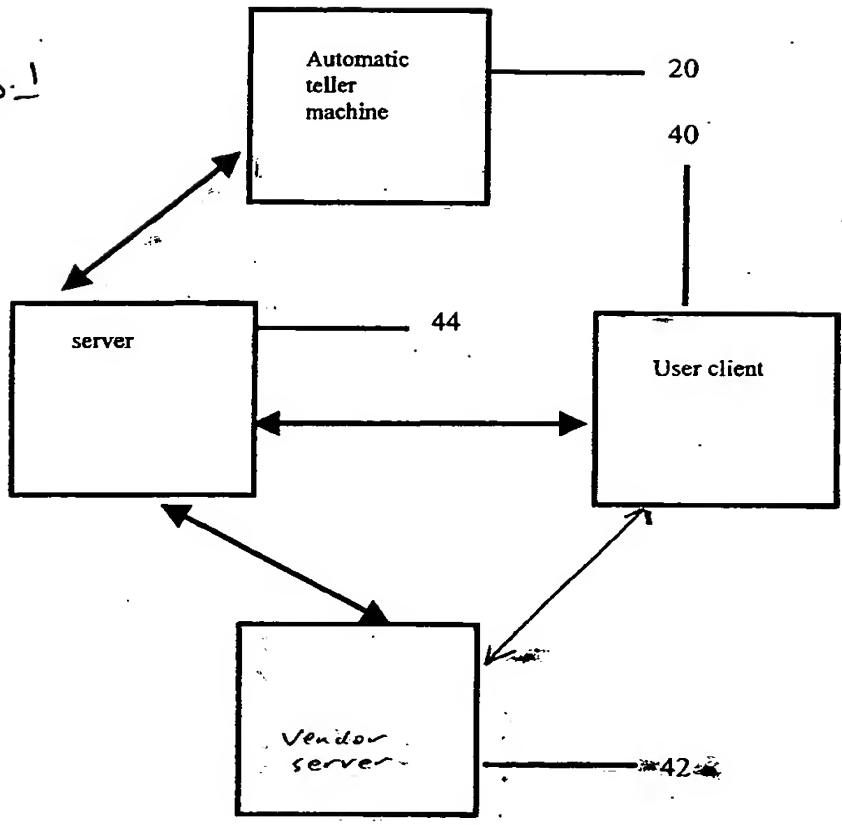 Automatic
teller
machine
20
40
server
44
User client
Vendor
server
42